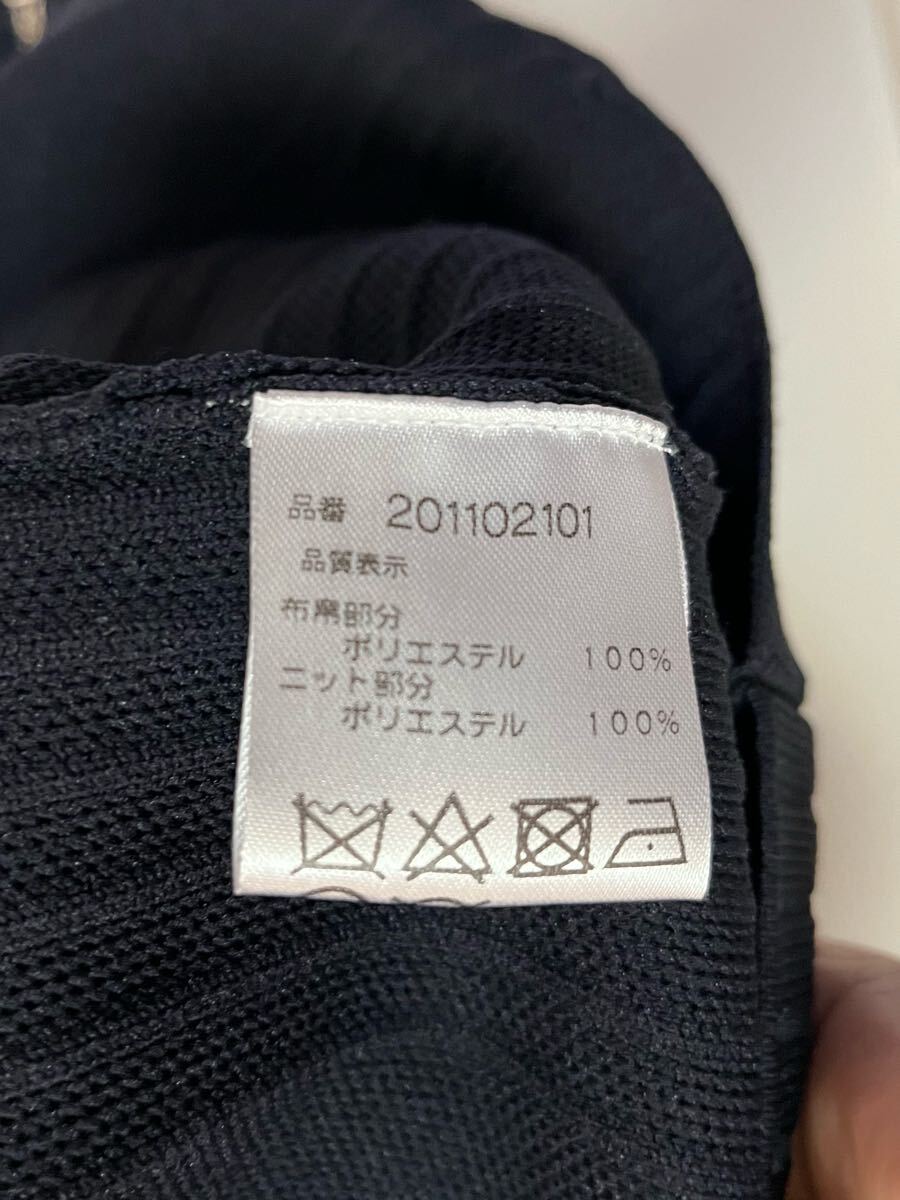 品番 201102101
品質表示
布帛部分
ポリエステル 100%
ニット部分
ポリエステル 100%